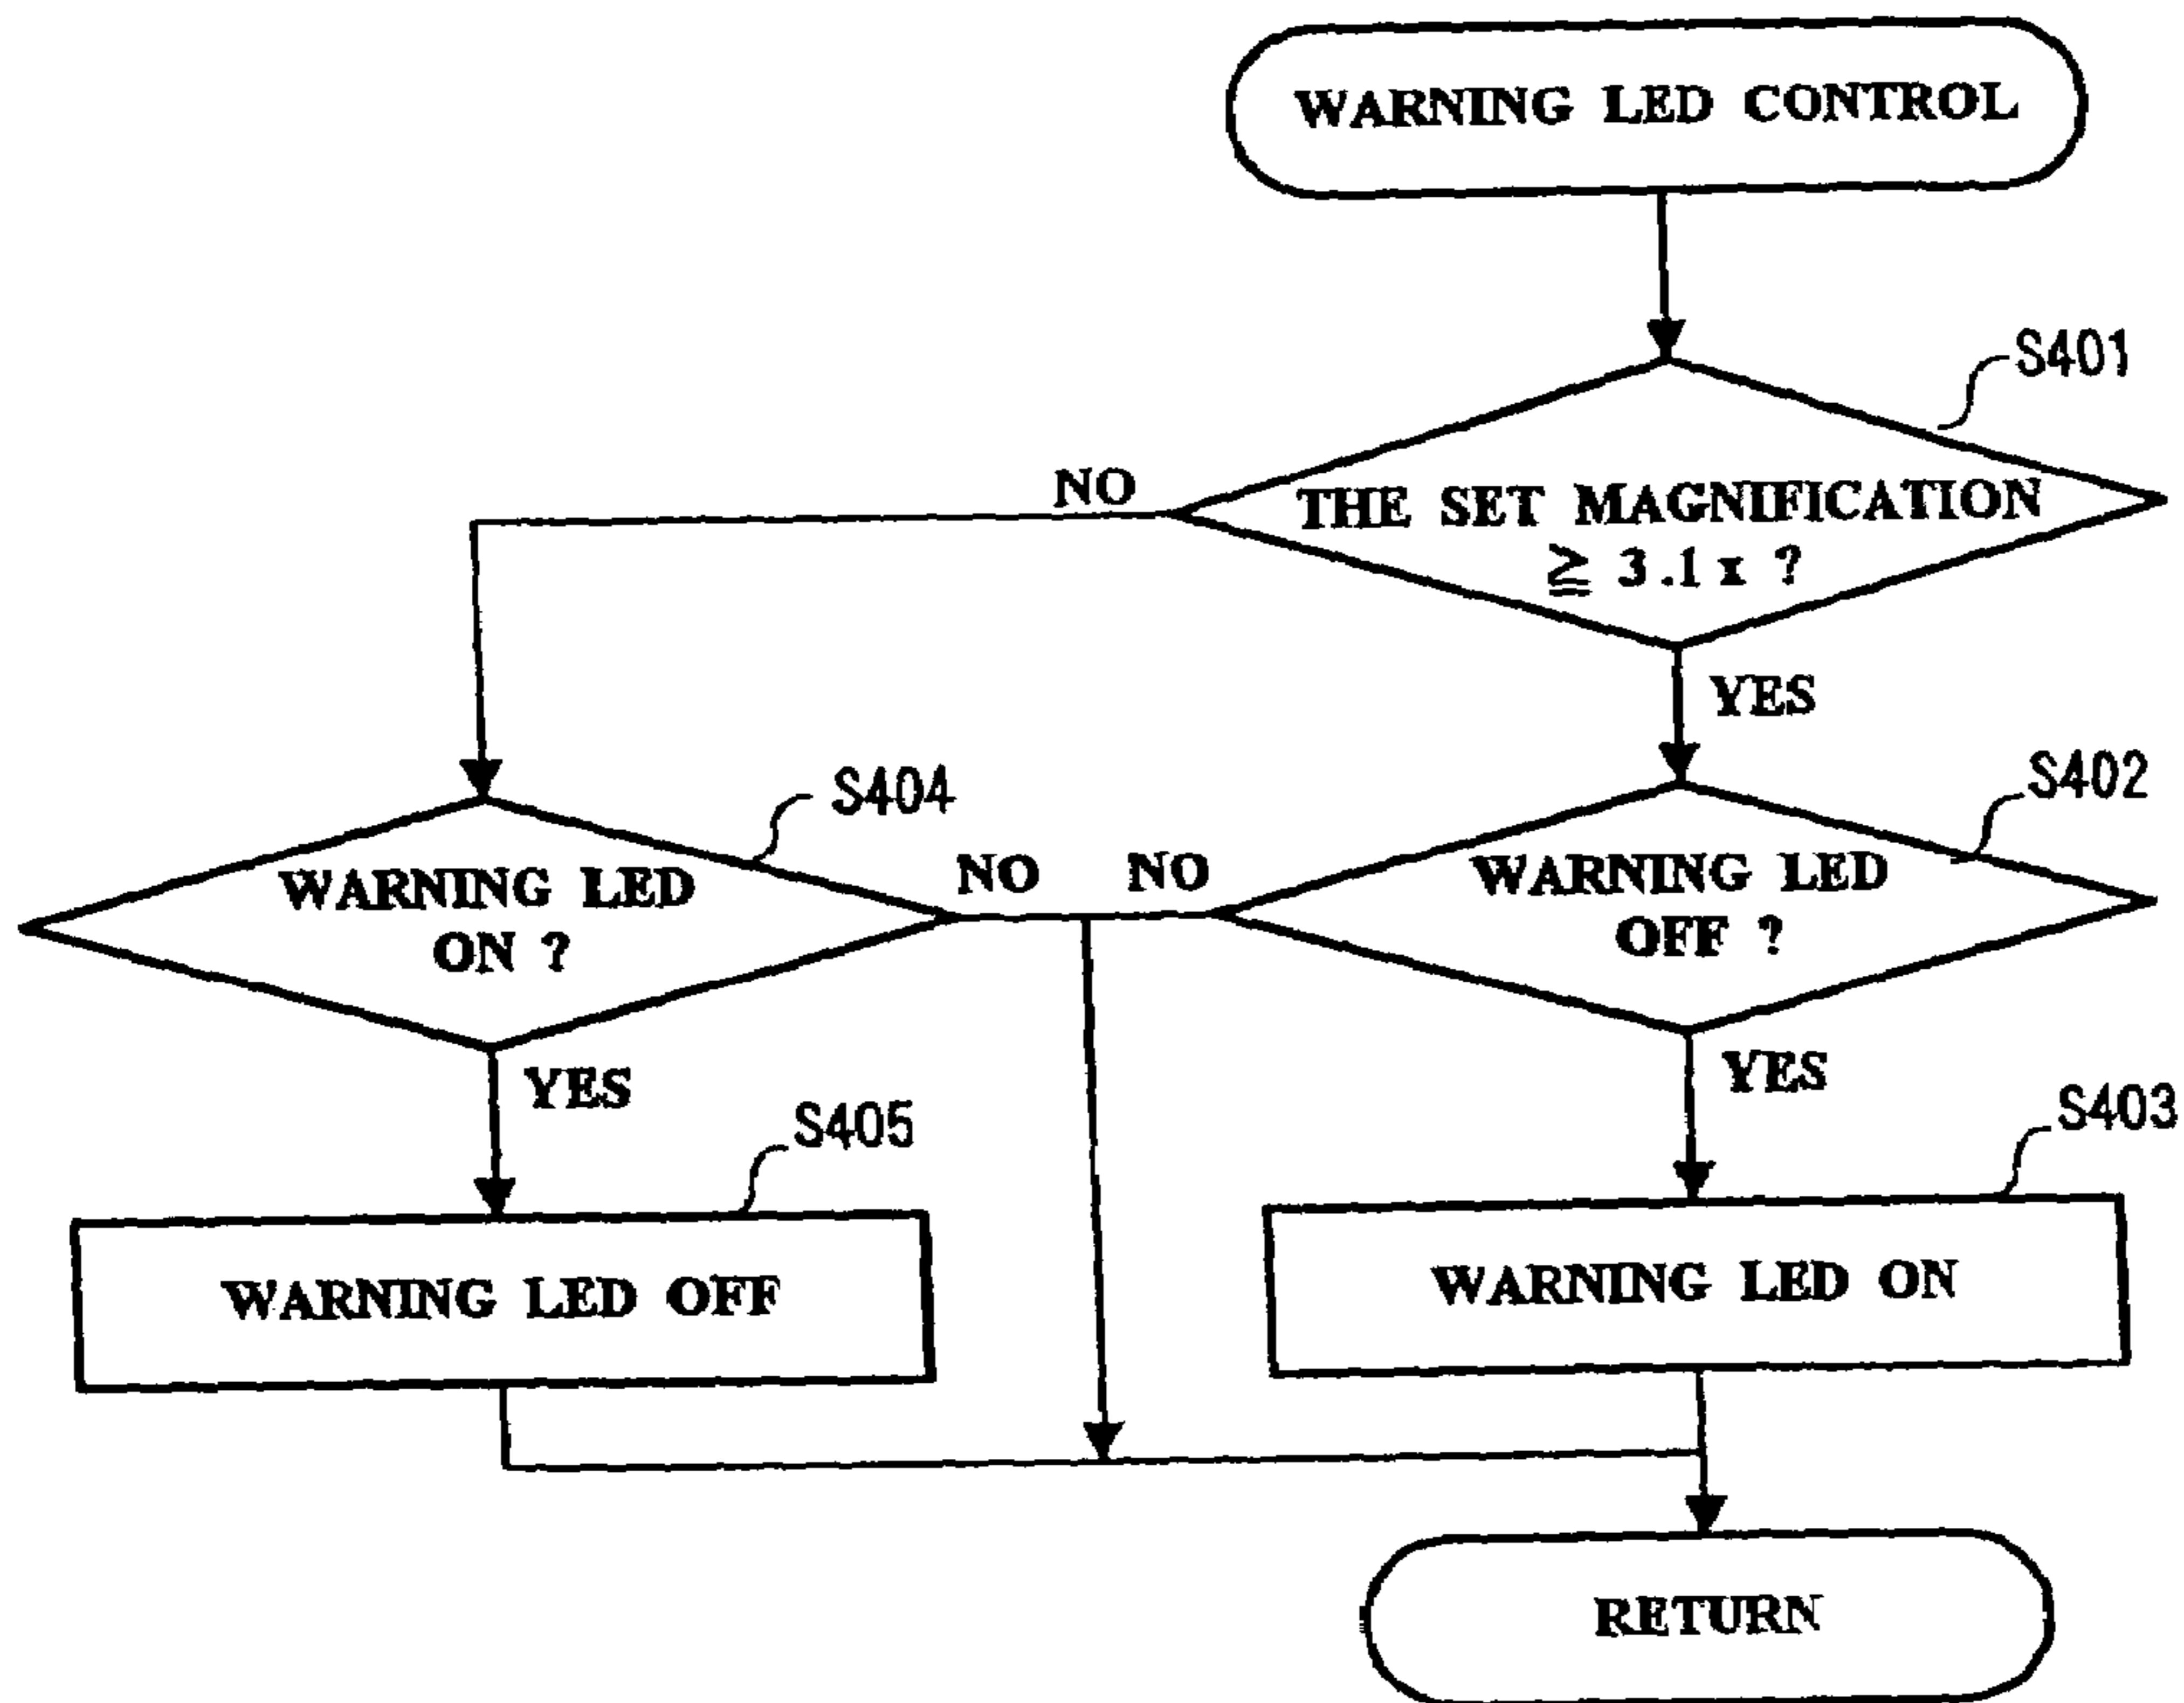 WARNING LED CONTROL
S401
NO
THE SET MAGNIFICATION
≧ 3.1x ?
YES
S404
S402
WARNING LED
ON ?
NO
NO
WARNING LED
OFF ?
YES
YES
S405
S403
WARNING LED OFF
WARNING LED ON
RETURN